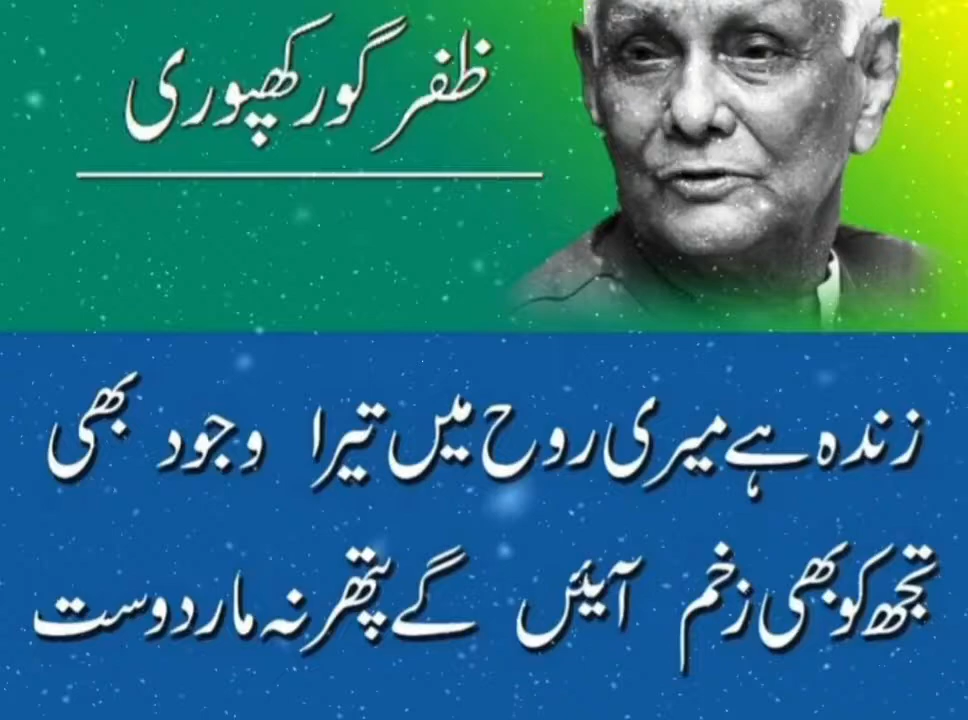 ظفر گورکھپوری
زندہ ہے میری روح میں تیرا وجود بھی
تجھ کو بھی زخم آئیں گے پتھر نہ مار دوست